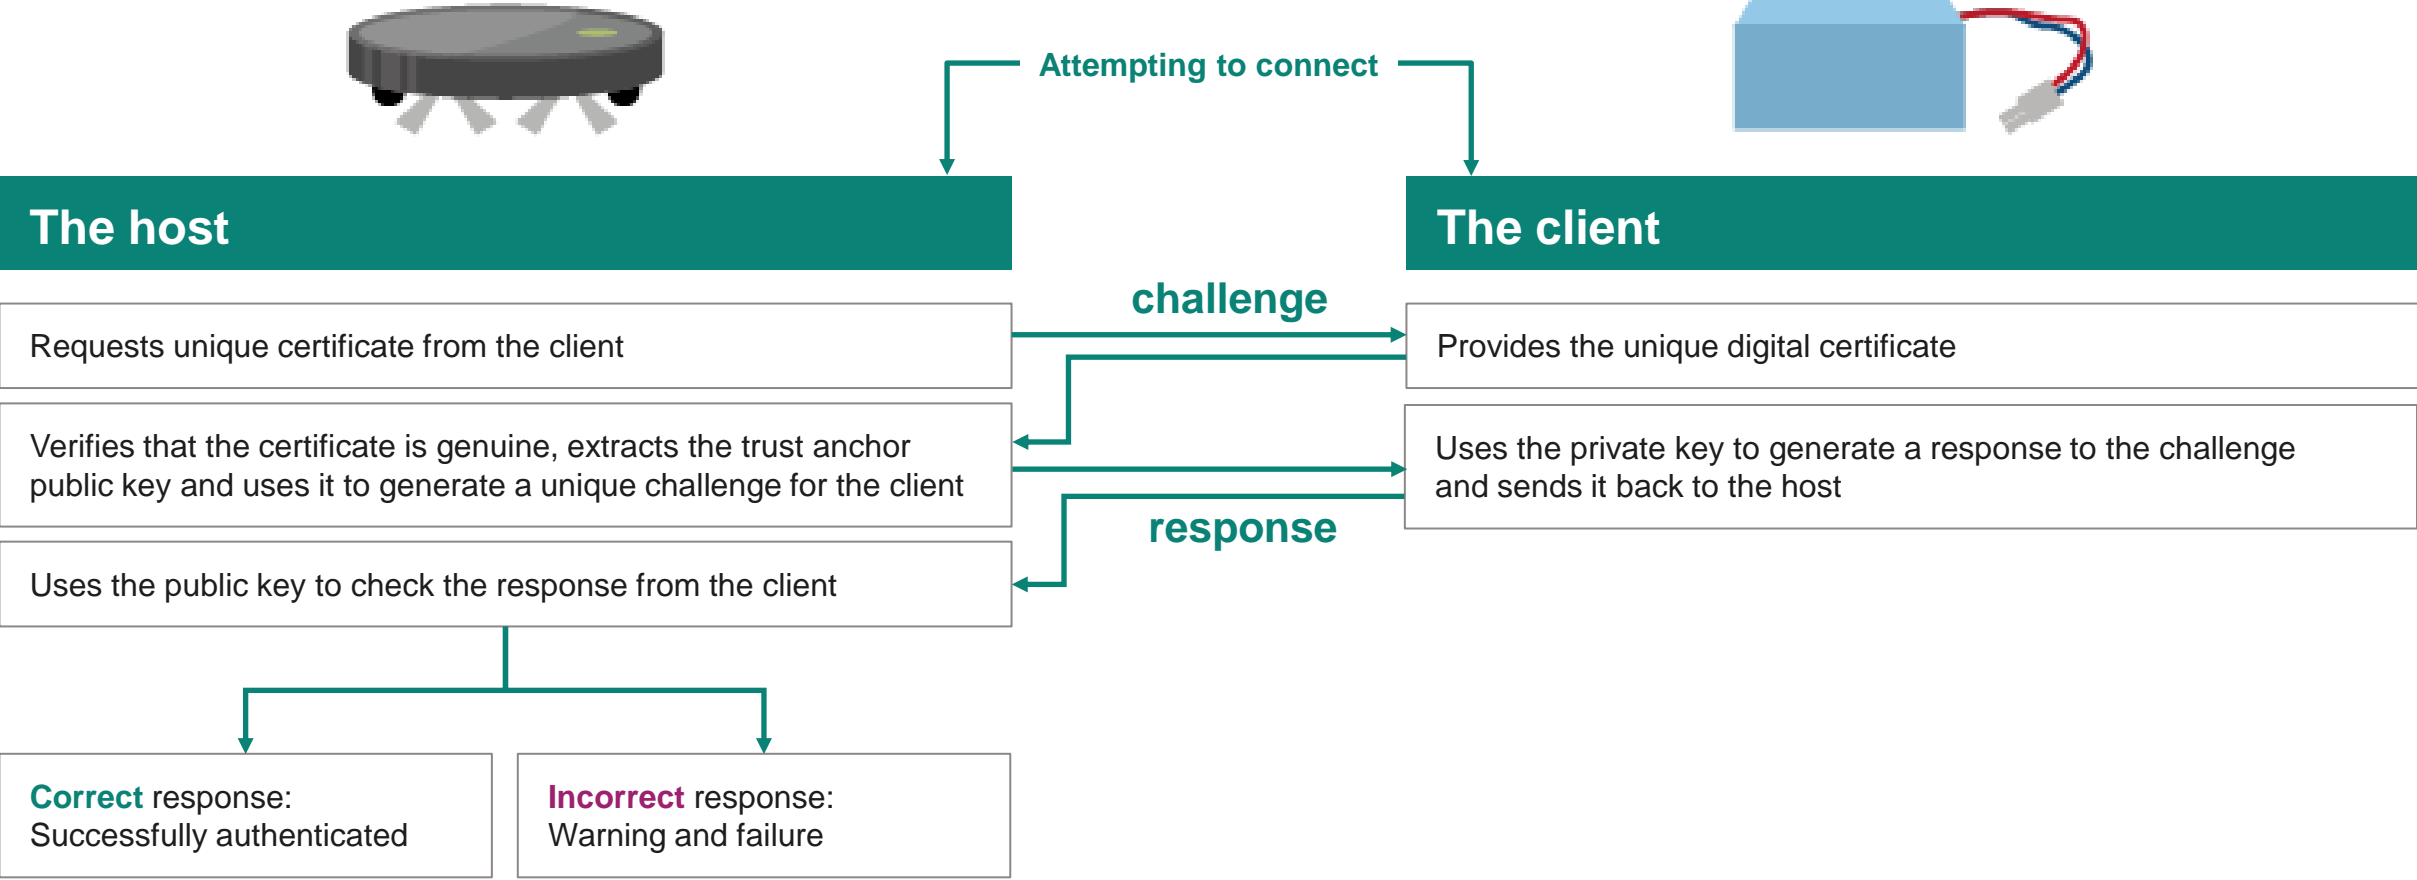 Attempting to connect
The host
The client
challenge
Requests unique certificate from the client
Provides the unique digital certificate
Verifies that the certificate is genuine, extracts the trust anchor
public key and uses it to generate a unique challenge for the client
Uses the private key to generate a response to the challenge
and sends it back to the host
response
Uses the public key to check the response from the client
Correct response:
Successfully authenticated
Incorrect response:
Warning and failure